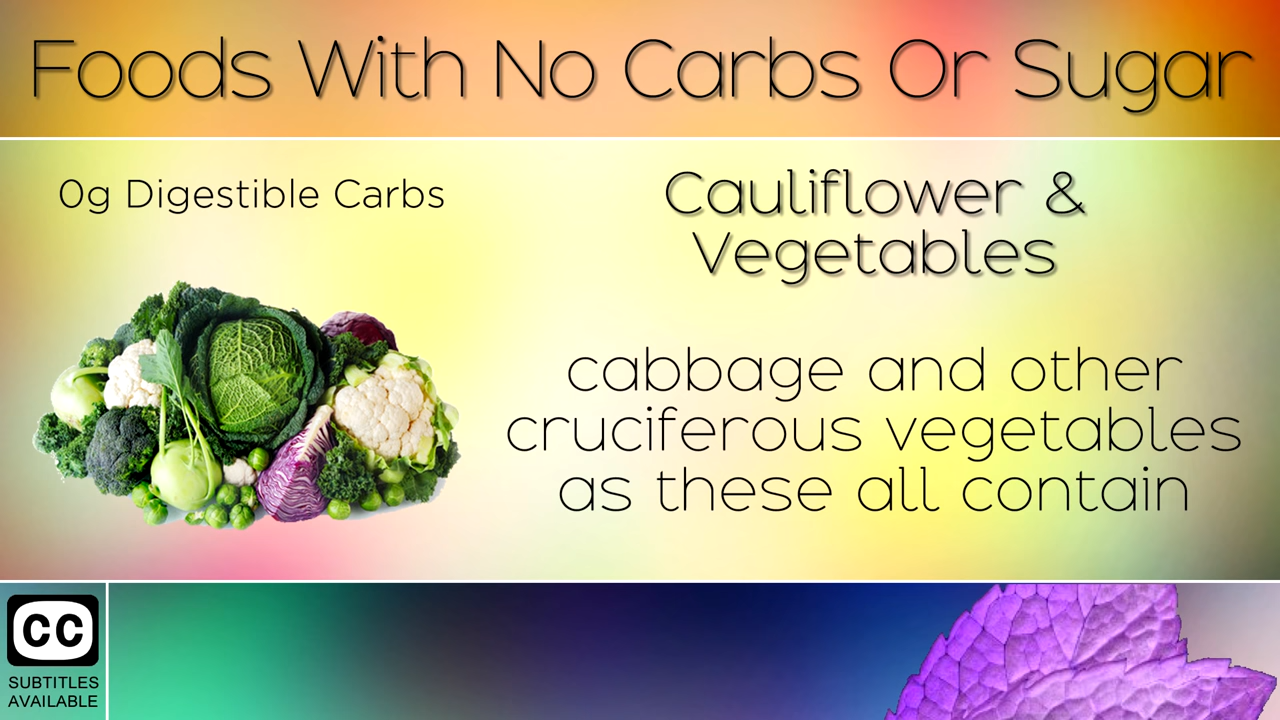 Foods With No Carbs Or Sugar
0g Digestible Carbs
Cauliflower &
Vegetables
cabbage and other
cruciferous vegetables
as these all contain
CC
SUBTITLES
AVAILABLE